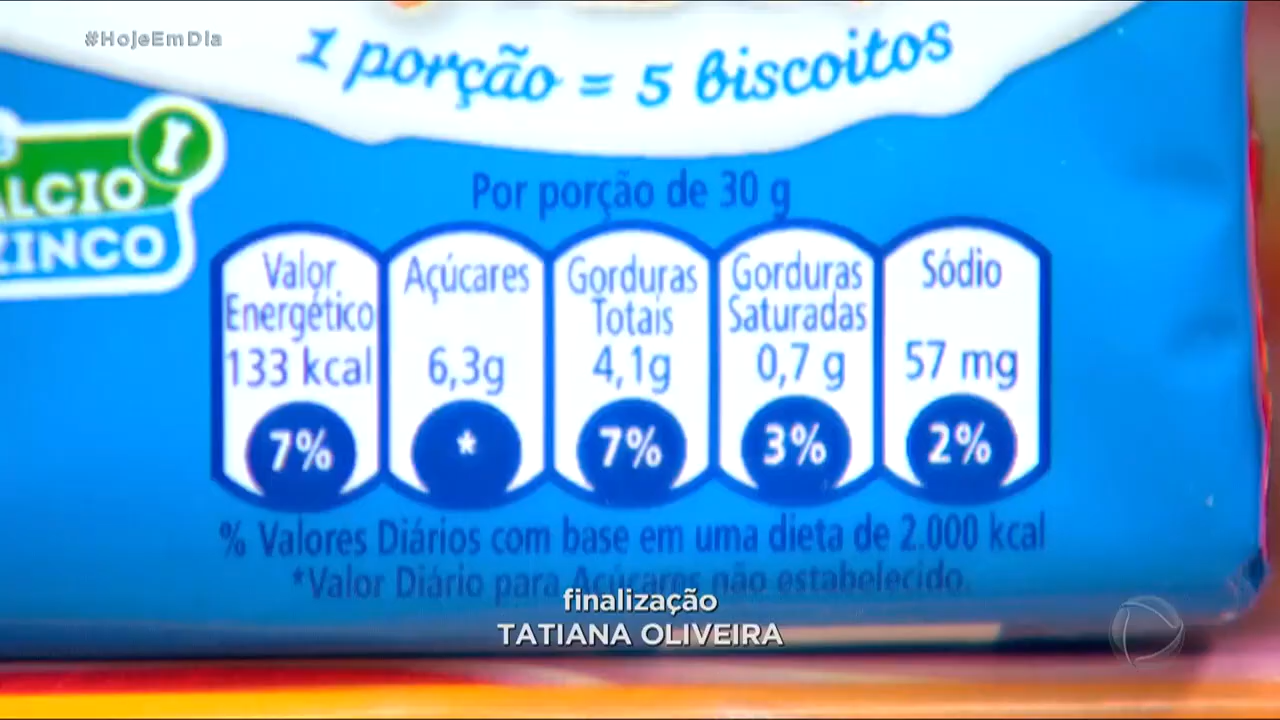 #HojeEmDia
1 porção = 5 biscoitos
LCIO
ZINCO
Por porção de 30 g
Valor Energético 133 kcal 7%
Açúcares 6,3g *
Gorduras Totais 4,1g 7%
Gorduras Saturadas 0,7 g 3%
Sódio 57 mg 2%
% Valores Diários com base em uma dieta de 2.000 kcal
*Valor Diário para Açúcares não estabelecido.
finalização
TATIANA OLIVEIRA